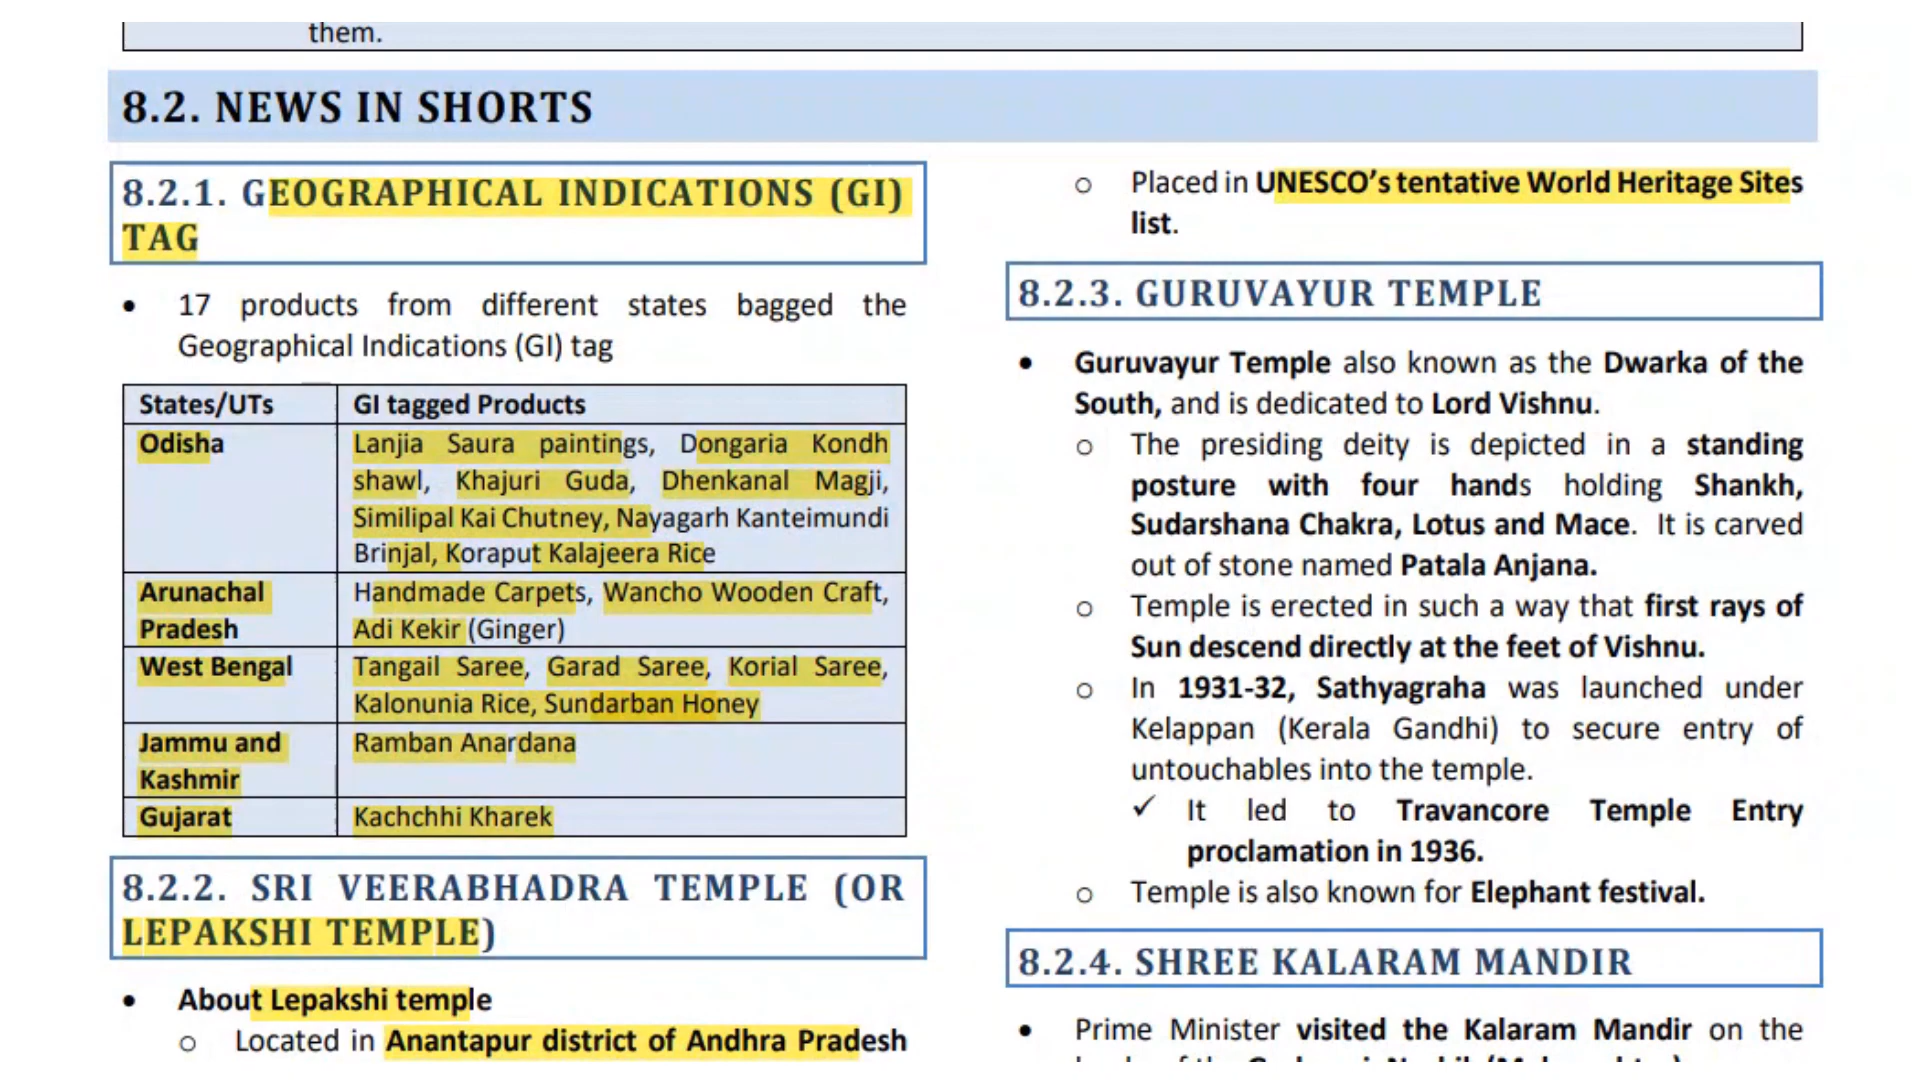 them.
8.2. NEWS IN SHORTS
8.2.1. GEOGRAPHICAL INDICATIONS (GI)
TAG
• 17 products from different states bagged the
Geographical Indications (GI) tag
States/UTs GI tagged Products
Odisha Lanjia Saura paintings, Dongaria Kondh
shawl, Khajuri Guda, Dhenkanal Magji,
Similipal Kai Chutney, Nayagarh Kanteimundi
Brinjal, Koraput Kalajeera Rice
Arunachal Handmade Carpets, Wancho Wooden Craft,
Pradesh Adi Kekir (Ginger)
West Bengal Tangail Saree, Garad Saree, Korial Saree,
Kalonunia Rice, Sundarban Honey
Jammu and Ramban Anardana
Kashmir
Gujarat Kachchhi Kharek
8.2.2. SRI VEERABHADRA TEMPLE (OR
LEPAKSHI TEMPLE)
• About Lepakshi temple
o Located in Anantapur district of Andhra Pradesh
o Placed in UNESCO’s tentative World Heritage Sites
list.
8.2.3. GURUVAYUR TEMPLE
• Guruvayur Temple also known as the Dwarka of the
South, and is dedicated to Lord Vishnu.
o The presiding deity is depicted in a standing
posture with four hands holding Shankh,
Sudarshana Chakra, Lotus and Mace. It is carved
out of stone named Patala Anjana.
o Temple is erected in such a way that first rays of
Sun descend directly at the feet of Vishnu.
o In 1931-32, Sathyagraha was launched under
Kelappan (Kerala Gandhi) to secure entry of
untouchables into the temple.
✓ It led to Travancore Temple Entry
proclamation in 1936.
o Temple is also known for Elephant festival.
8.2.4. SHREE KALARAM MANDIR
• Prime Minister visited the Kalaram Mandir on the